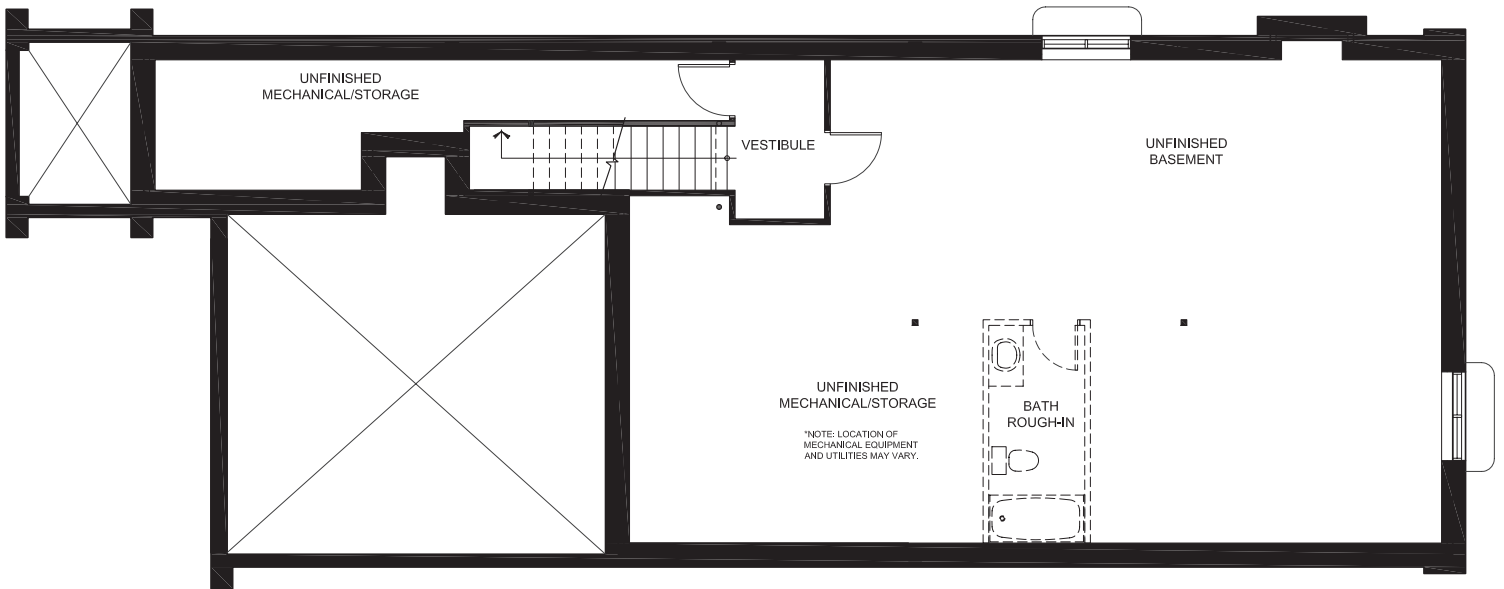 UNFINISHED
MECHANICAL/STORAGE
VESTIBULE
UNFINISHED
BASEMENT
UNFINISHED
MECHANICAL/STORAGE
*NOTE: LOCATION OF
MECHANICAL EQUIPMENT
AND UTILITIES MAY VARY.
BATH
ROUGH-IN